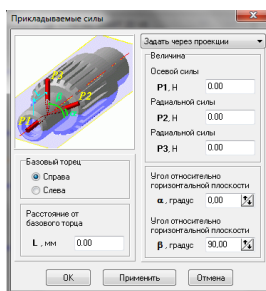 Прикладываемые силы
P3
P2
P1
Базовый торец
Справа
Слева
Расстояние от
базового торца
L , мм 0.00
Задать через проекции
Величина
Осевой силы
P1, Н 0.00
Радиальной силы
P2, Н 0.00
Радиальной силы
P3, Н 0.00
Угол относительно
горизонтальной плоскости
α, градус 0,00
Угол относительно
горизонтальной плоскости
β, градус 90,00
OK Применить Отмена